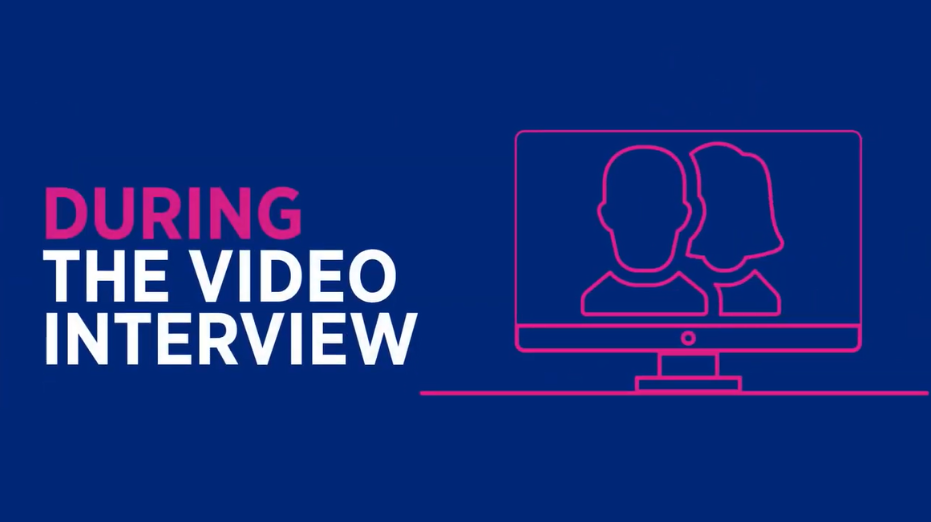 DURING
THE VIDEO
INTERVIEW